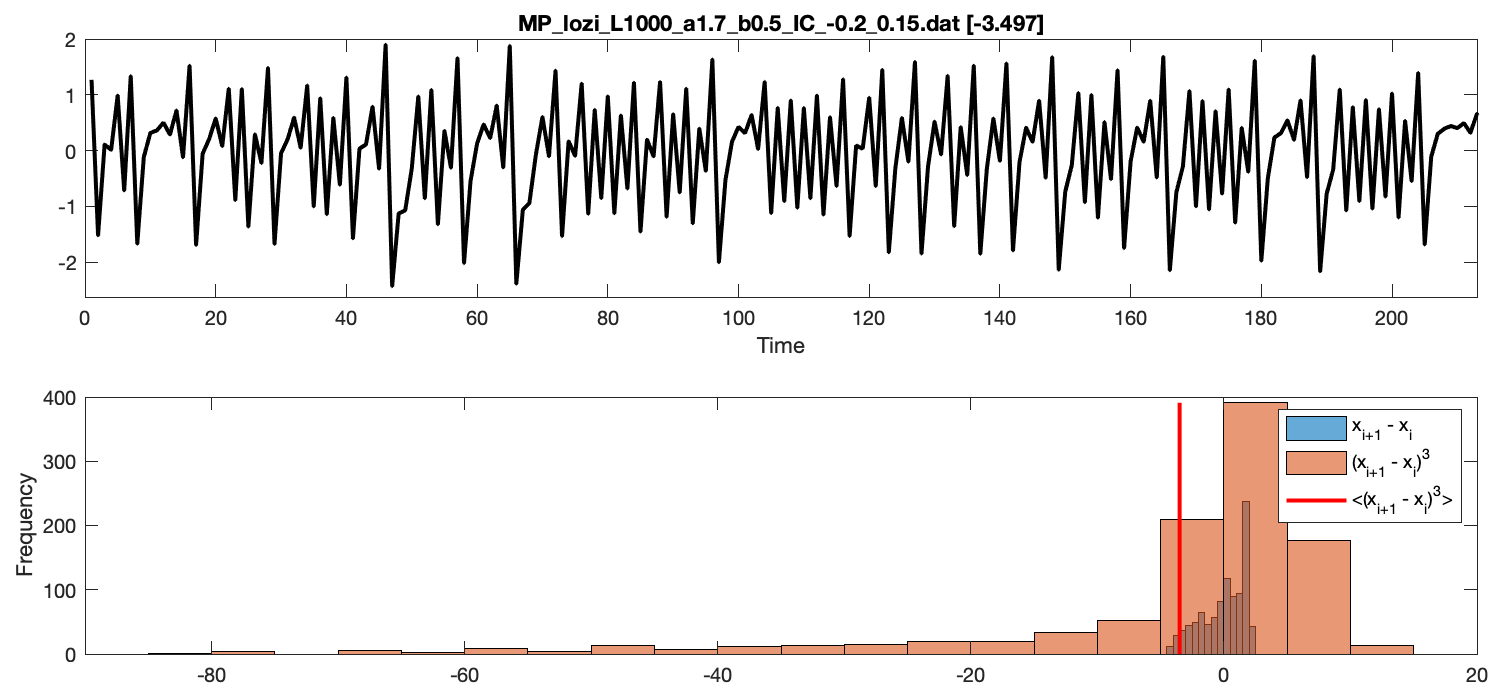 MP_lozi_L1000_a1.7_b0.5_IC_-0.2_0.15.dat [-3.497]
2
1
0
-1
-2
0 20 40 60 80 100 120 140 160 180 200
Time
400
300
200
100
0
Frequency
x_{i+1} - x_i
(x_{i+1} - x_i)^3
<(x_{i+1} - x_i)^3>
-80 -60 -40 -20 0 20